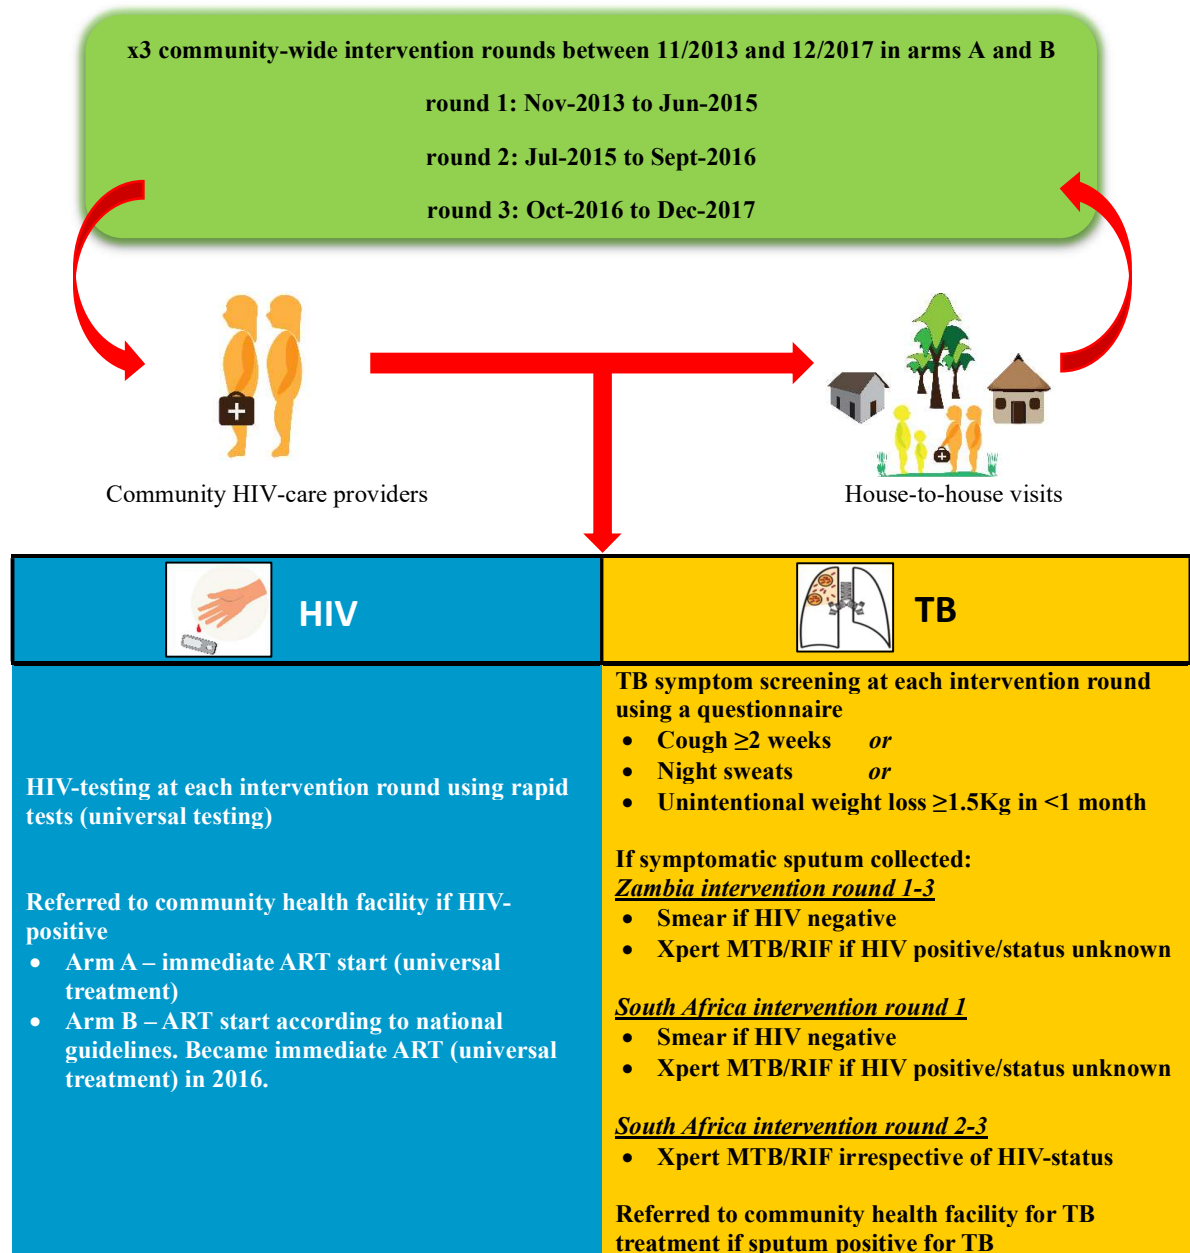 x3 community-wide intervention rounds between 11/2013 and 12/2017 in arms A and B
round 1: Nov-2013 to Jun-2015
round 2: Jul-2015 to Sept-2016
round 3: Oct-2016 to Dec-2017
Community HIV-care providers
House-to-house visits
HIV
HIV-testing at each intervention round using rapid
tests (universal testing)
Referred to community health facility if HIV-
positive
• Arm A – immediate ART start (universal
treatment)
• Arm B – ART start according to national
guidelines. Became immediate ART (universal
treatment) in 2016.
TB
TB symptom screening at each intervention round
using a questionnaire
• Cough ≥2 weeks or
• Night sweats or
• Unintentional weight loss ≥1.5Kg in <1 month
If symptomatic sputum collected:
Zambia intervention round 1-3
• Smear if HIV negative
• Xpert MTB/RIF if HIV positive/status unknown
South Africa intervention round 1
• Smear if HIV negative
• Xpert MTB/RIF if HIV positive/status unknown
South Africa intervention round 2-3
• Xpert MTB/RIF irrespective of HIV-status
Referred to community health facility for TB
treatment if sputum positive for TB